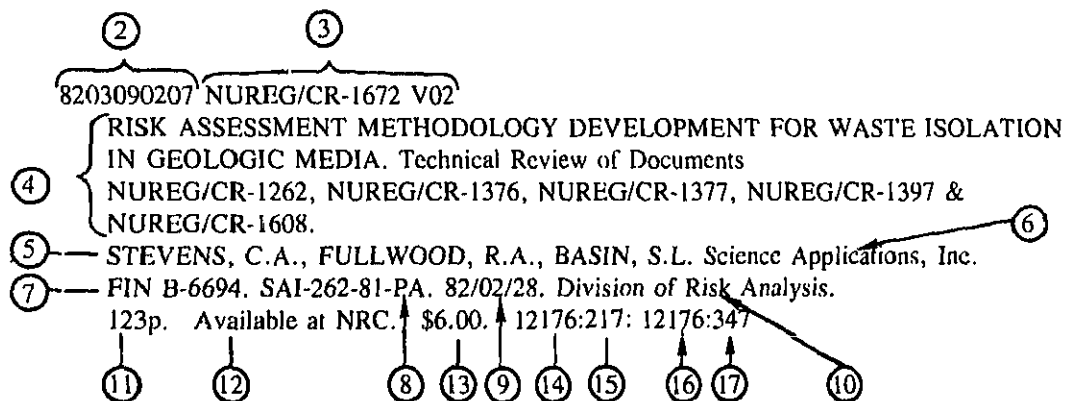 ② ③
8203090207 NUREG/CR-1672 V02
RISK ASSESSMENT METHODOLOGY DEVELOPMENT FOR WASTE ISOLATION
IN GEOLOGIC MEDIA. Technical Review of Documents
④ NUREG/CR-1262, NUREG/CR-1376, NUREG/CR-1377, NUREG/CR-1397 &
NUREG/CR-1608. ⑥
⑤ STEVENS, C.A., FULLWOOD, R.A., BASIN, S.L. Science Applications, Inc.
⑦ FIN B-6694. SAI-262-81-PA. 82/02/28. Division of Risk Analysis.
123p. Available at NRC. $6.00. 12176:217: 12176:347
⑪ ⑫ ⑧ ⑬ ⑨ ⑭ ⑮ ⑯ ⑰ ⑩